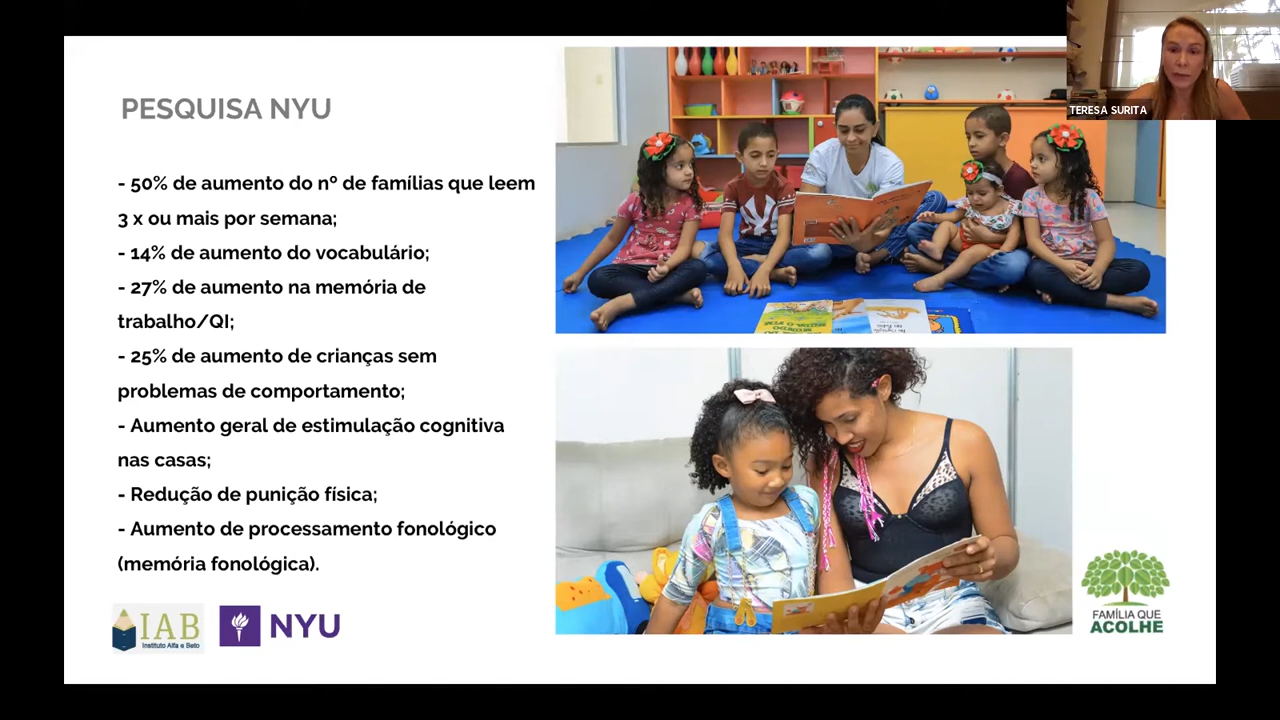 PESQUISA NYU
- 50% de aumento do nº de famílias que leem
3 x ou mais por semana;
- 14% de aumento do vocabulário;
- 27% de aumento na memória de
trabalho/QI;
- 25% de aumento de crianças sem
problemas de comportamento;
- Aumento geral de estimulação cognitiva
nas casas;
- Redução de punição física;
- Aumento de processamento fonológico
(memória fonológica).
IAB
Instituto Alfa e Beto
NYU
TERESA SURITA
FAMÍLIA QUE
ACOLHE